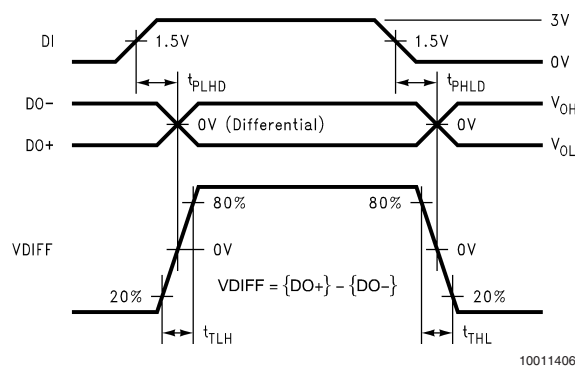 3V
DI
1.5V
1.5V
0V
tPLHD
tPHLD
DO-
VOH
0V (Differential)
0V
DO+
VOL
80%
80%
VDIFF
0V
0V
VDIFF = {DO+} – {DO-}
20%
20%
tTLH
tTHL
10011406